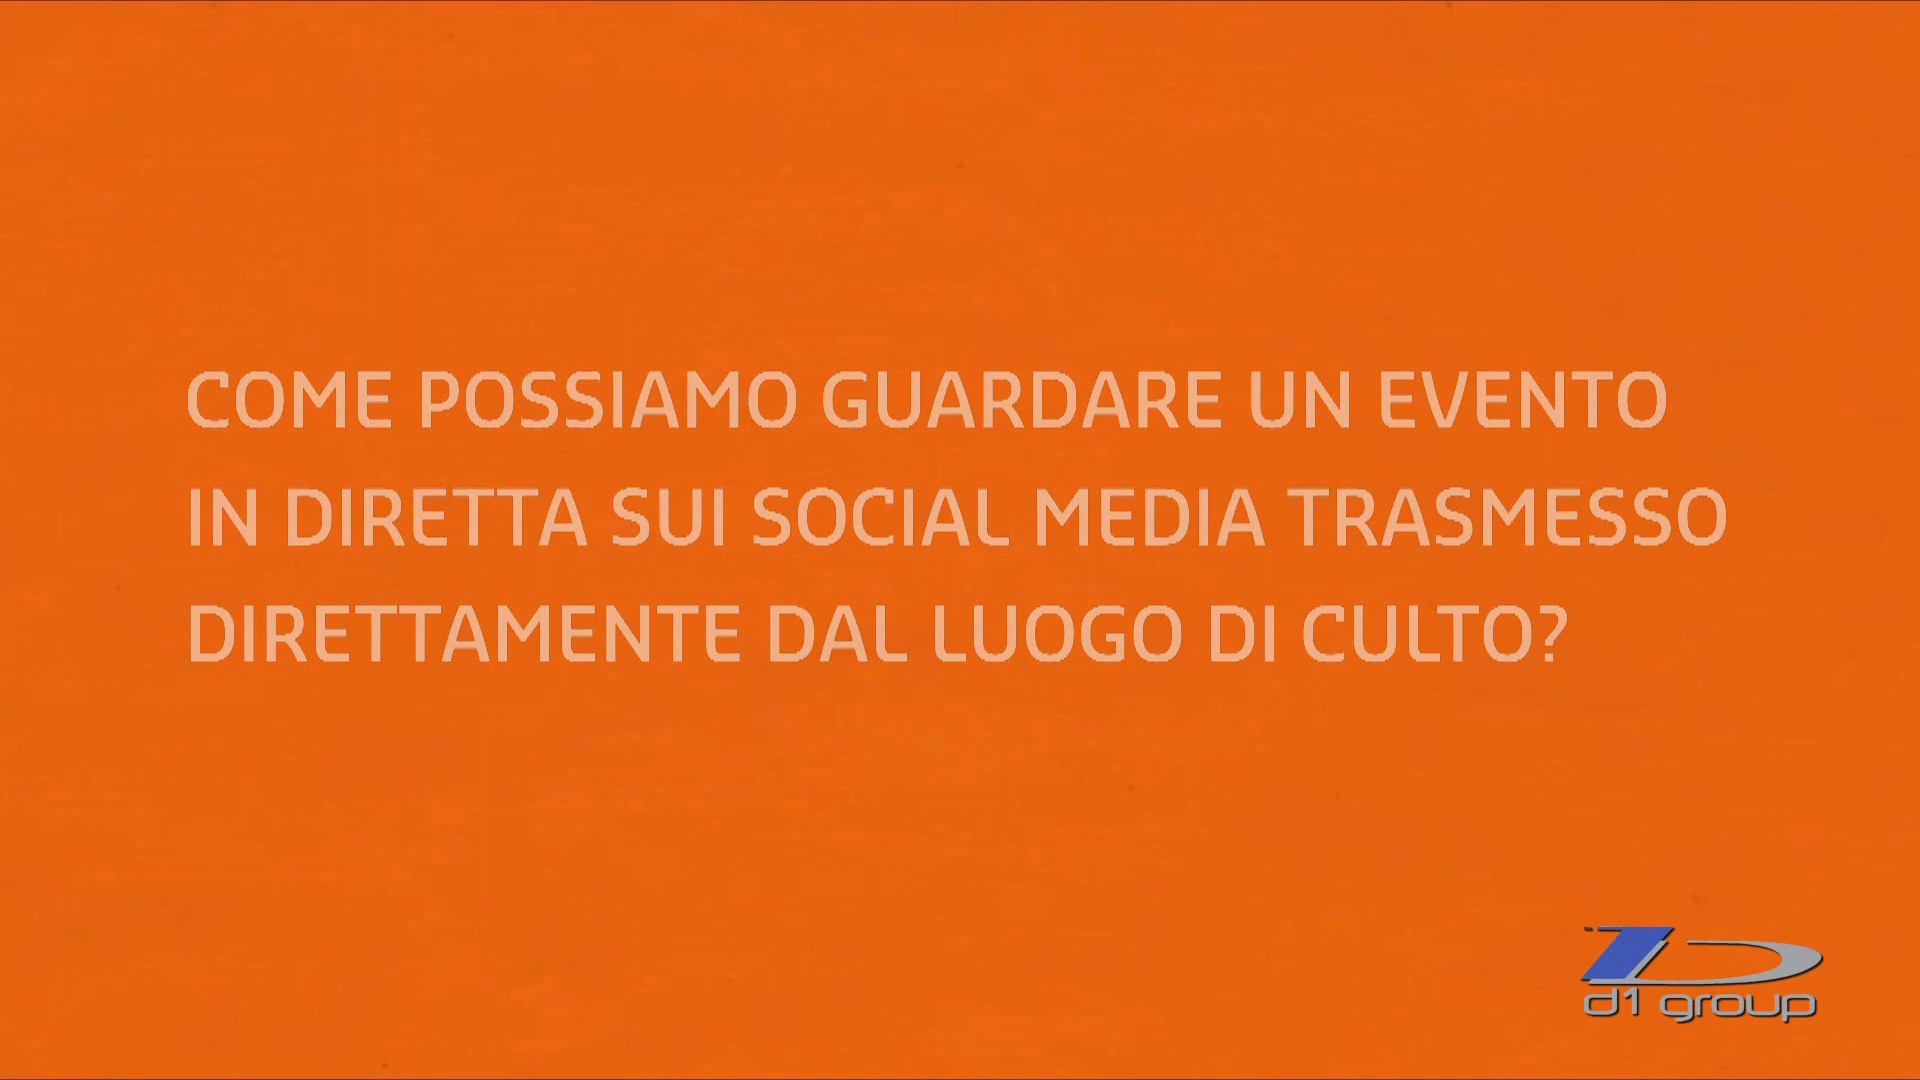 COME POSSIAMO GUARDARE UN EVENTO
IN DIRETTA SUI SOCIAL MEDIA TRASMESSO
DIRETTAMENTE DAL LUOGO DI CULTO?
d1 group